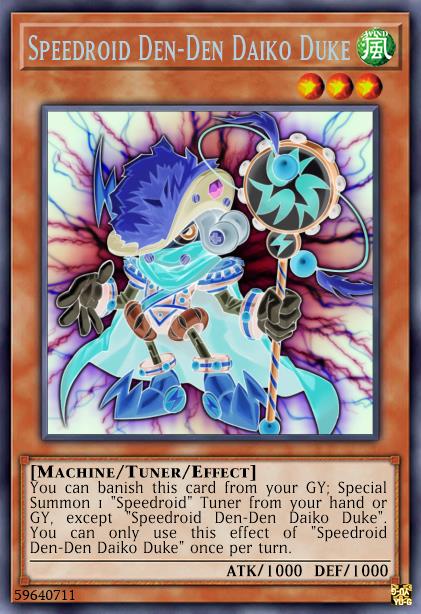 Speedroid Den-Den Daiko Duke
WIND
風
[Machine/Tuner/Effect]
You can banish this card from your GY; Special
Summon 1 "Speedroid" Tuner from your hand or
GY, except "Speedroid Den-Den Daiko Duke".
You can only use this effect of "Speedroid
Den-Den Daiko Duke" once per turn.
ATK/1000 DEF/1000
59640711